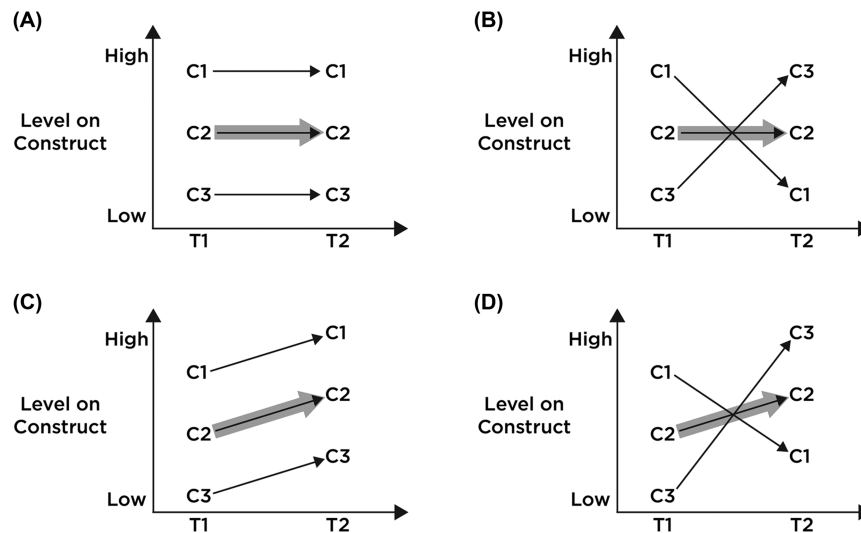 (A)
High
Level on
Construct
Low
C1 C1
C2 C2
C3 C3
T1 T2
(B)
High
Level on
Construct
Low
C1 C3
C2 C2
C3 C1
T1 T2
(C)
High
Level on
Construct
Low
C1 C1
C2 C2
C3 C3
T1 T2
(D)
High
Level on
Construct
Low
C1 C3
C2 C2
C3 C1
T1 T2